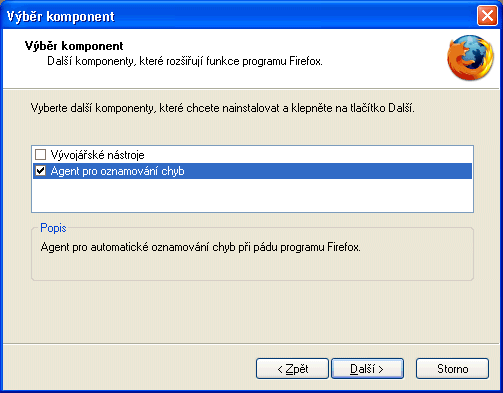 Výběr komponent
Výběr komponent
Další komponenty, které rozšiřují funkce programu Firefox.
Vyberte další komponenty, které chcete nainstalovat a klepněte na tlačítko Další.
Vývojářské nástroje
Agent pro oznamování chyb
Popis
Agent pro automatické oznamování chyb při pádu programu Firefox.
< Zpět
Další >
Storno